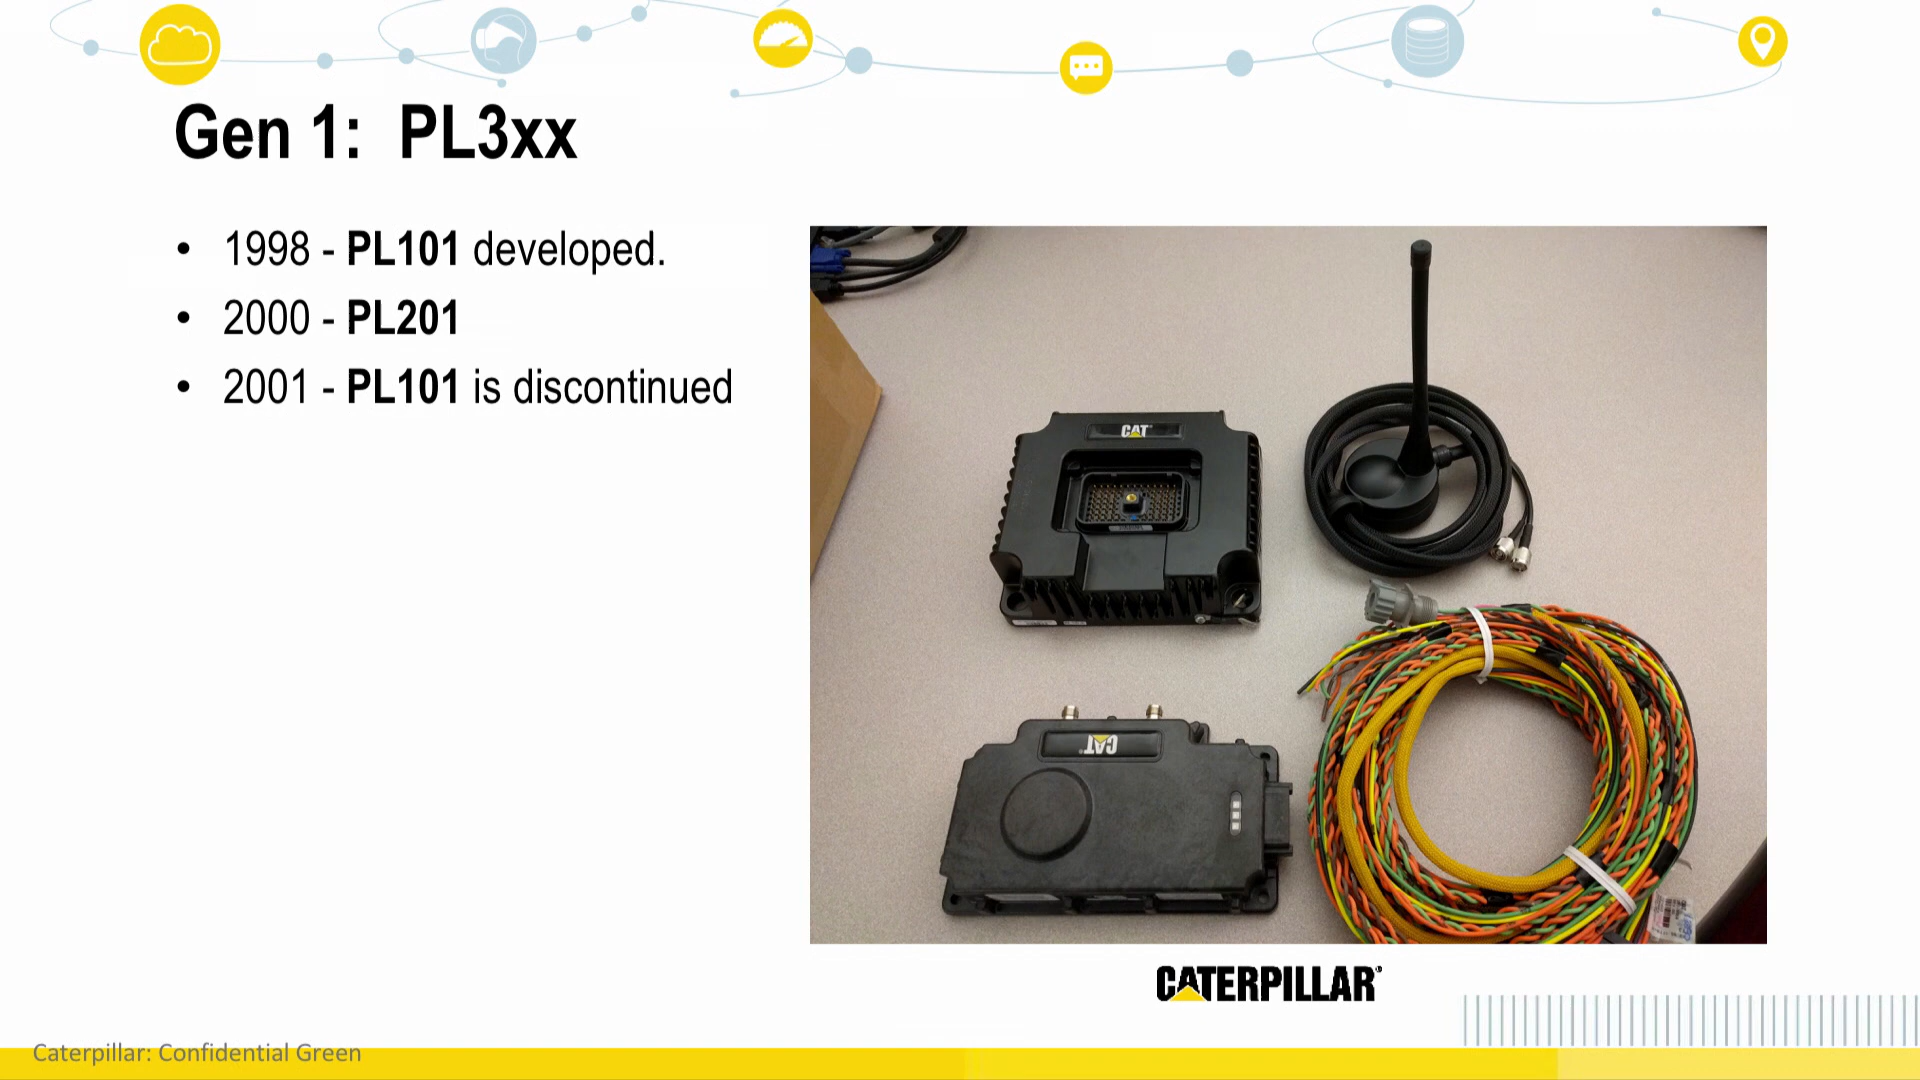 Gen 1: PL3xx
• 1998 - PL101 developed.
• 2000 - PL201
• 2001 - PL101 is discontinued
CAT
CAT
CATERPILLAR®
Caterpillar: Confidential Green